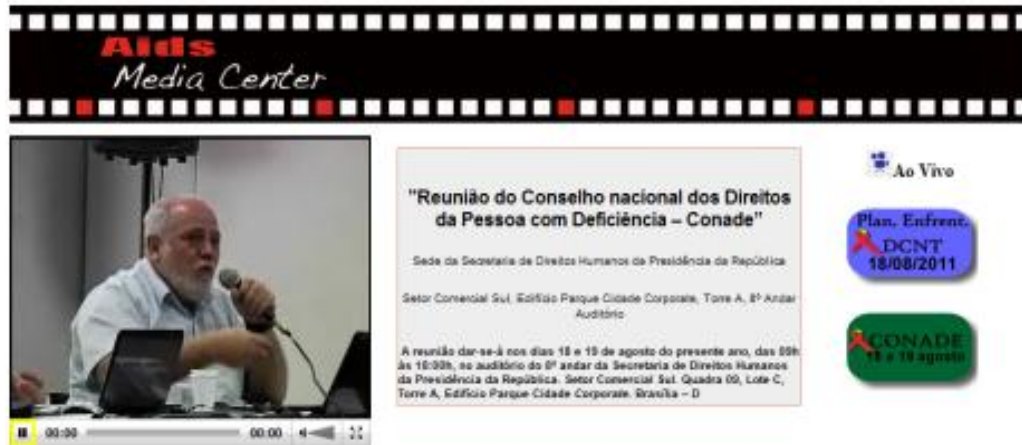 Aids
Media Center
"Reunião do Conselho nacional dos Direitos
da Pessoa com Deficiência – Conade"
Sede da Secretaria de Direitos Humanos da Presidência da República
Setor Comercial Sul, Edifício Parque Cidade Corporate, Torre A, 8º Andar
Auditório
A reunião dar-se-à nos dias 18 e 19 de agosto do presente ano, das 09h
às 18:00h, no auditório do 8º andar da Secretaria de Direitos Humanos
da Presidência da República. Setor Comercial Sul. Quadra 09, Lote C,
Torre A, Edifício Parque Cidade Corporate. Brasília – D
Ao Vivo
Plan. Enfrent.
DCNT
18/08/2011
CONADE
18 e 19 agosto
00:00
00:00